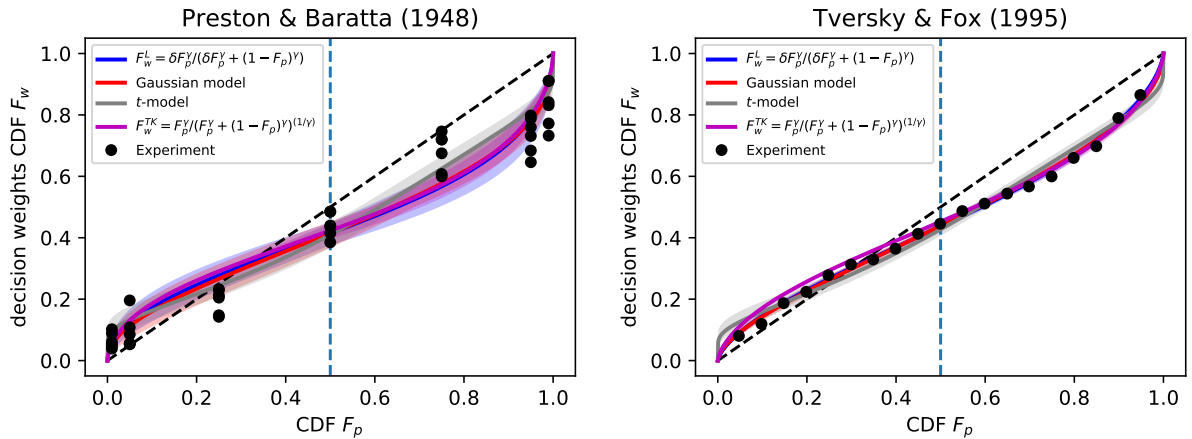 Preston & Baratta (1948)
decision weights CDF F_w
1.0
0.8
0.6
0.4
0.2
0.0
F_w^L = δF_p^γ/(δF_p^γ + (1 − F_p)^γ)
Gaussian model
t-model
F_w^{TK} = F_p^γ/(F_p^γ + (1 − F_p)^γ)^{(1/γ)}
Experiment
0.0 0.2 0.4 0.6 0.8 1.0
CDF F_p
Tversky & Fox (1995)
decision weights CDF F_w
1.0
0.8
0.6
0.4
0.2
0.0
F_w^L = δF_p^γ/(δF_p^γ + (1 − F_p)^γ)
Gaussian model
t-model
F_w^{TK} = F_p^γ/(F_p^γ + (1 − F_p)^γ)^{(1/γ)}
Experiment
0.0 0.2 0.4 0.6 0.8 1.0
CDF F_p